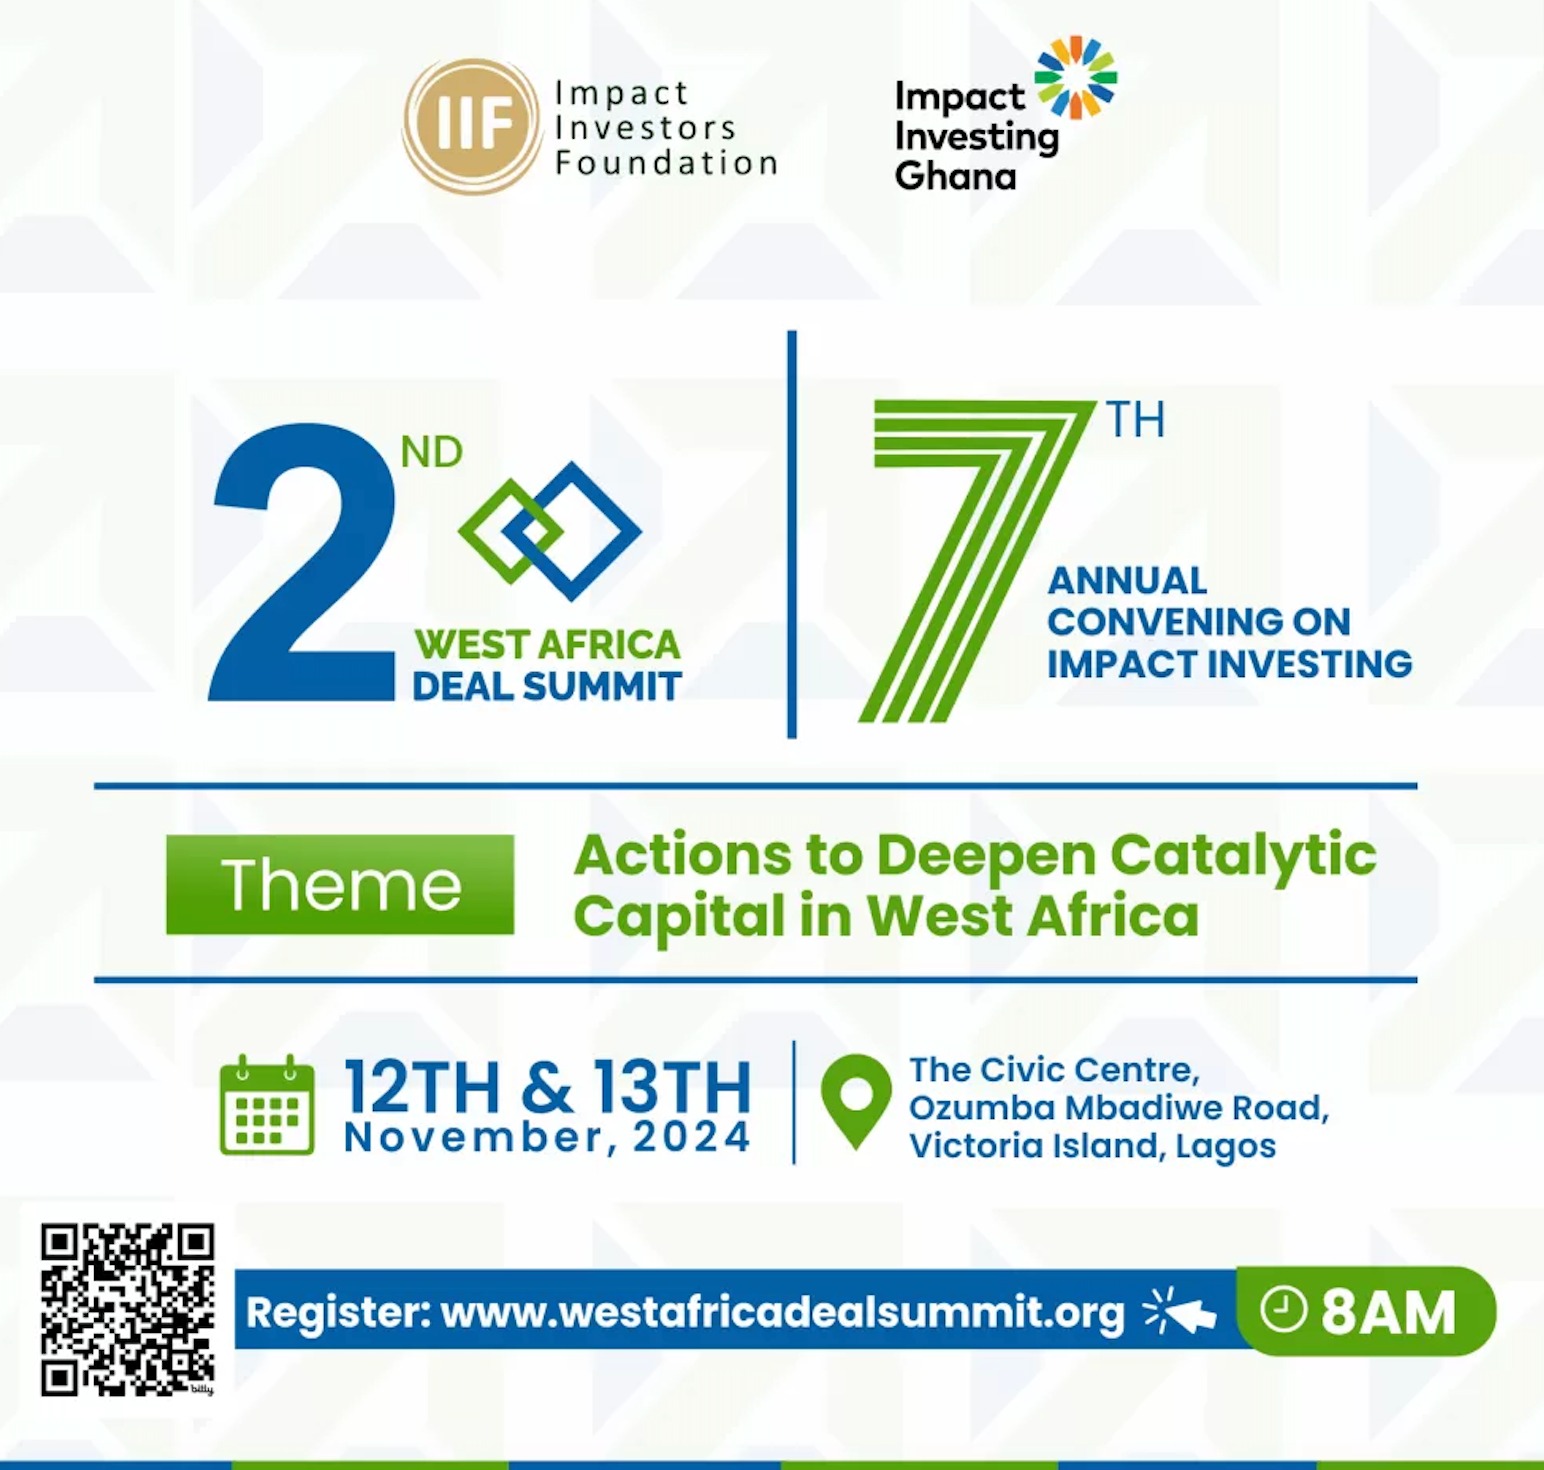 IIF
Impact
Investors
Foundation
Impact
Investing
Ghana
2ND
WEST AFRICA
DEAL SUMMIT
7TH
ANNUAL
CONVENING ON
IMPACT INVESTING
Theme
Actions to Deepen Catalytic
Capital in West Africa
12TH & 13TH
November, 2024
The Civic Centre,
Ozumba Mbadiwe Road,
Victoria Island, Lagos
bitly
Register: www.westafricadealsummit.org
8AM